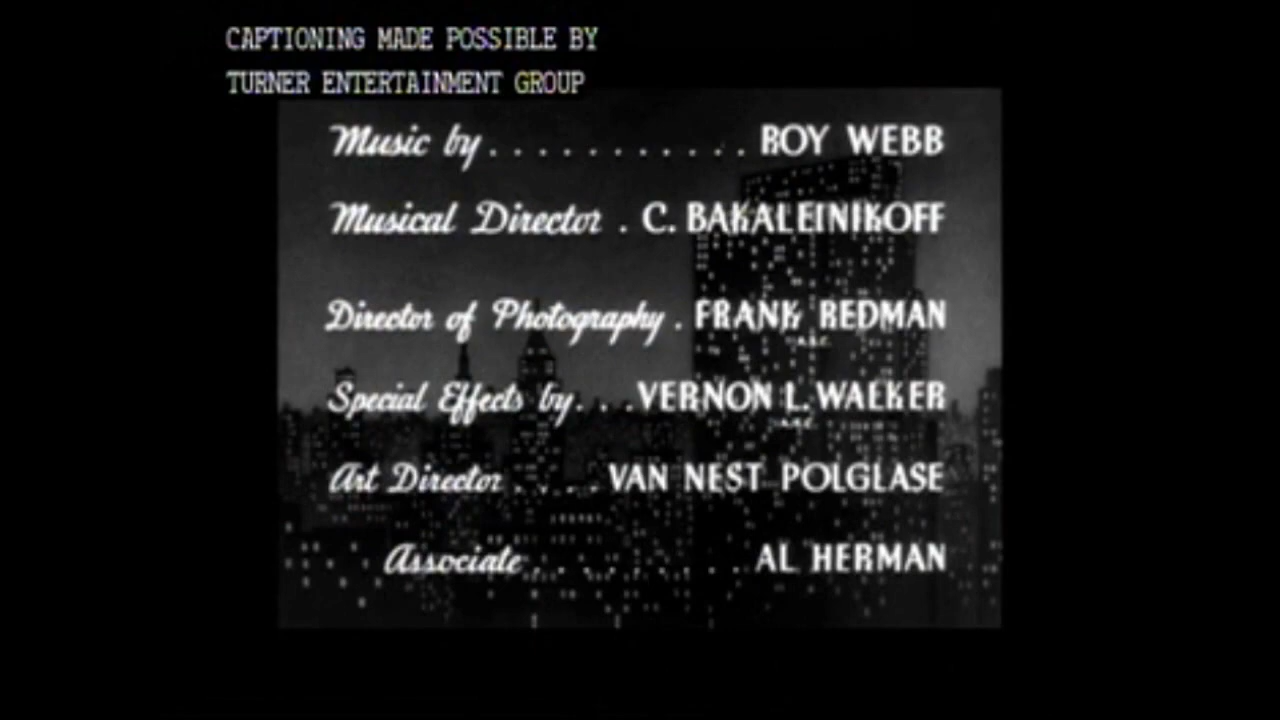 CAPTIONING MADE POSSIBLE BY
TURNER ENTERTAINMENT GROUP
Music by . . . . . . . . . . . ROY WEBB
Musical Director . C. BAKALEINIKOFF
Director of Photography . FRANK REDMAN
A.S.C.
Special Effects by. . . VERNON L. WALKER
A.S.C.
Art Director . . . . VAN NEST POLGLASE
Associate . . . . . . . . . AL HERMAN